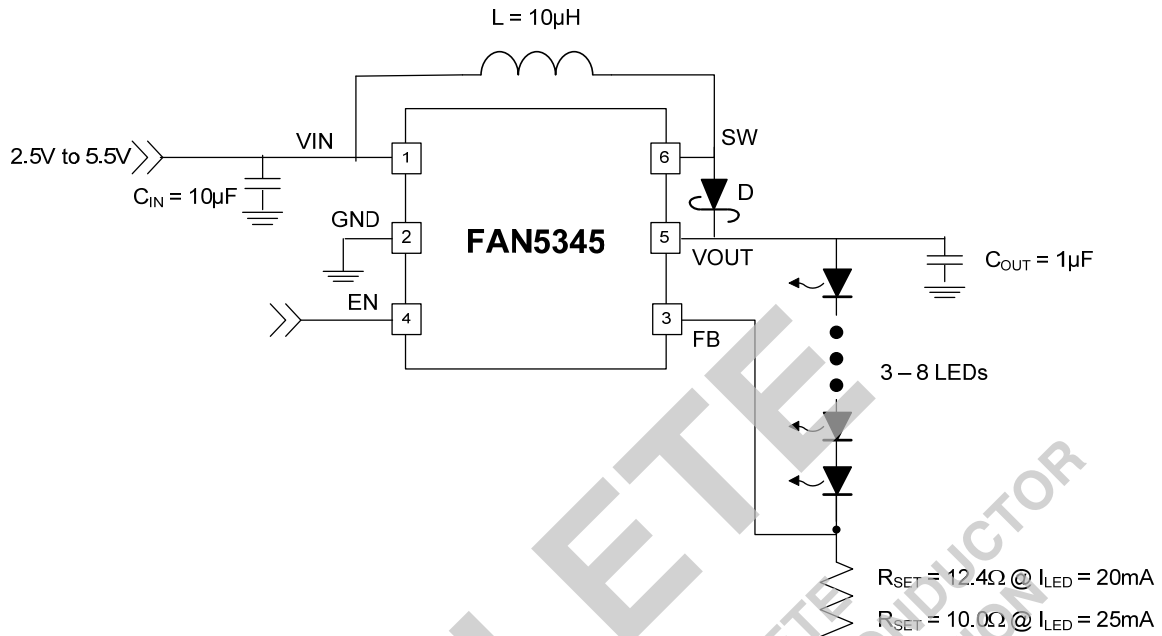 L = 10µH
2.5V to 5.5V
VIN
C_IN = 10µF
1
6
SW
D
GND
2
FAN5345
5
VOUT
C_OUT = 1µF
EN
4
3
FB
3 – 8 LEDs
R_SET = 12.4Ω @ I_LED = 20mA
R_SET = 10.0Ω @ I_LED = 25mA